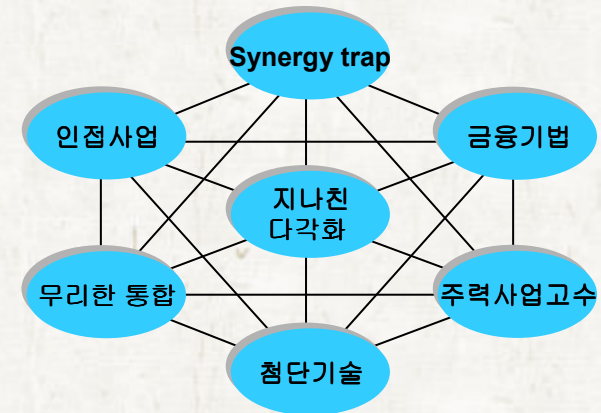 Synergy trap
인접사업
금융기법
지나친
다각화
무리한 통합
주력사업고수
첨단기술